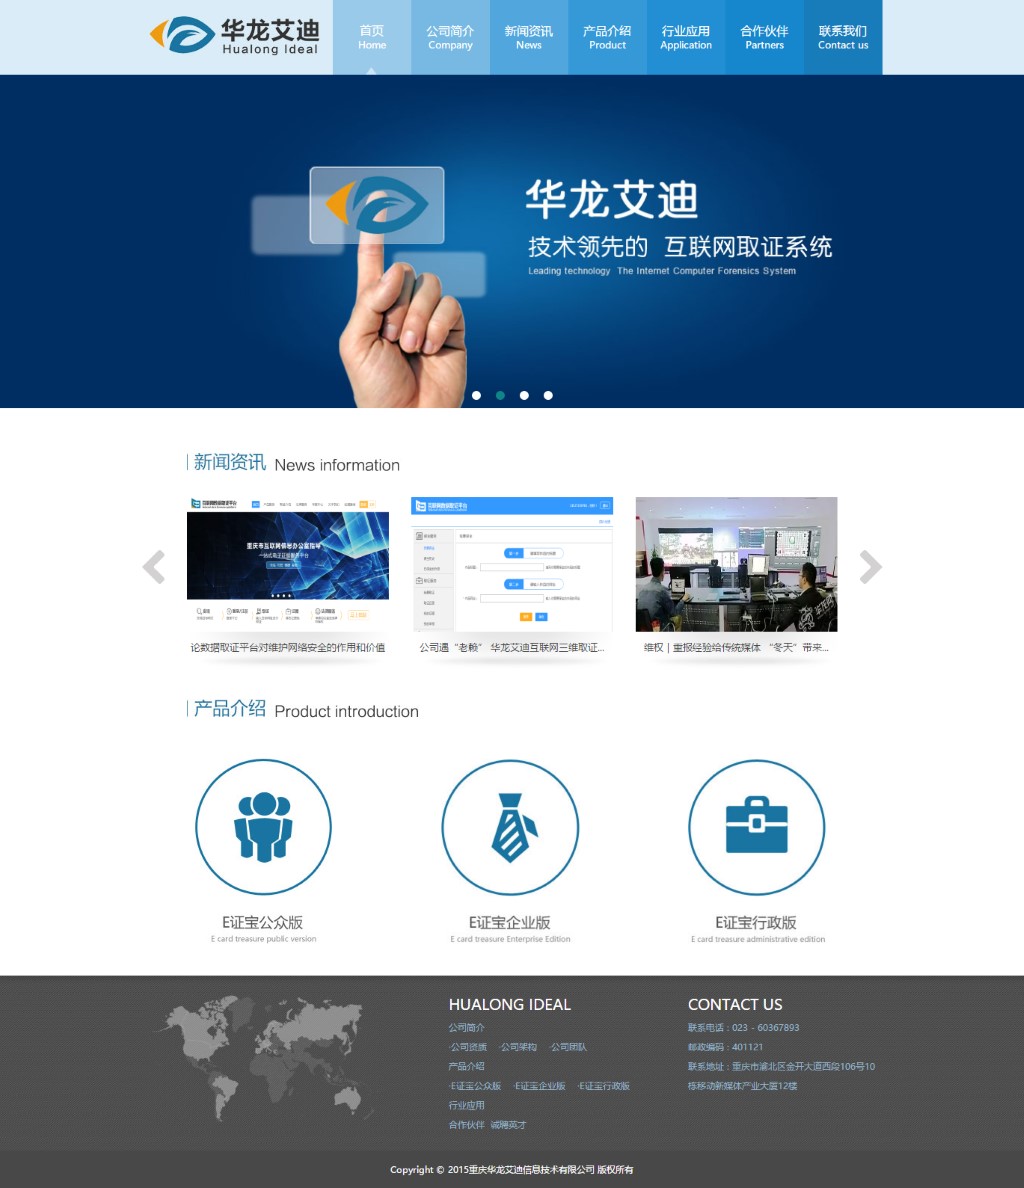 华龙艾迪
Hualong Ideal
首页
Home
公司简介
Company
新闻资讯
News
产品介绍
Product
行业应用
Application
合作伙伴
Partners
联系我们
Contact us
华龙艾迪
技术领先的 互联网取证系统
Leading technology The Internet Computer Forensics System
新闻资讯 News information
重庆市互联网信息办公室指导
论数据取证平台对维护网络安全的作用和价值
公司遇“老赖” 华龙艾迪互联网三维取证...
维权 | 重报经验给传统媒体 “冬天”带来...
产品介绍 Product introduction
E证宝公众版
E card treasure public version
E证宝企业版
E card treasure Enterprise Edition
E证宝行政版
E card treasure administrative edition
HUALONG IDEAL
公司简介
·公司资质 ·公司架构 ·公司团队
产品介绍
·E证宝公众版 ·E证宝企业版 ·E证宝行政版
行业应用
合作伙伴 诚聘英才
CONTACT US
联系电话 : 023 - 60367893
邮政编码 : 401121
联系地址 : 重庆市渝北区金开大道西段106号10
栋移动新媒体产业大厦12楼
Copyright © 2015重庆华龙艾迪信息技术有限公司 版权所有